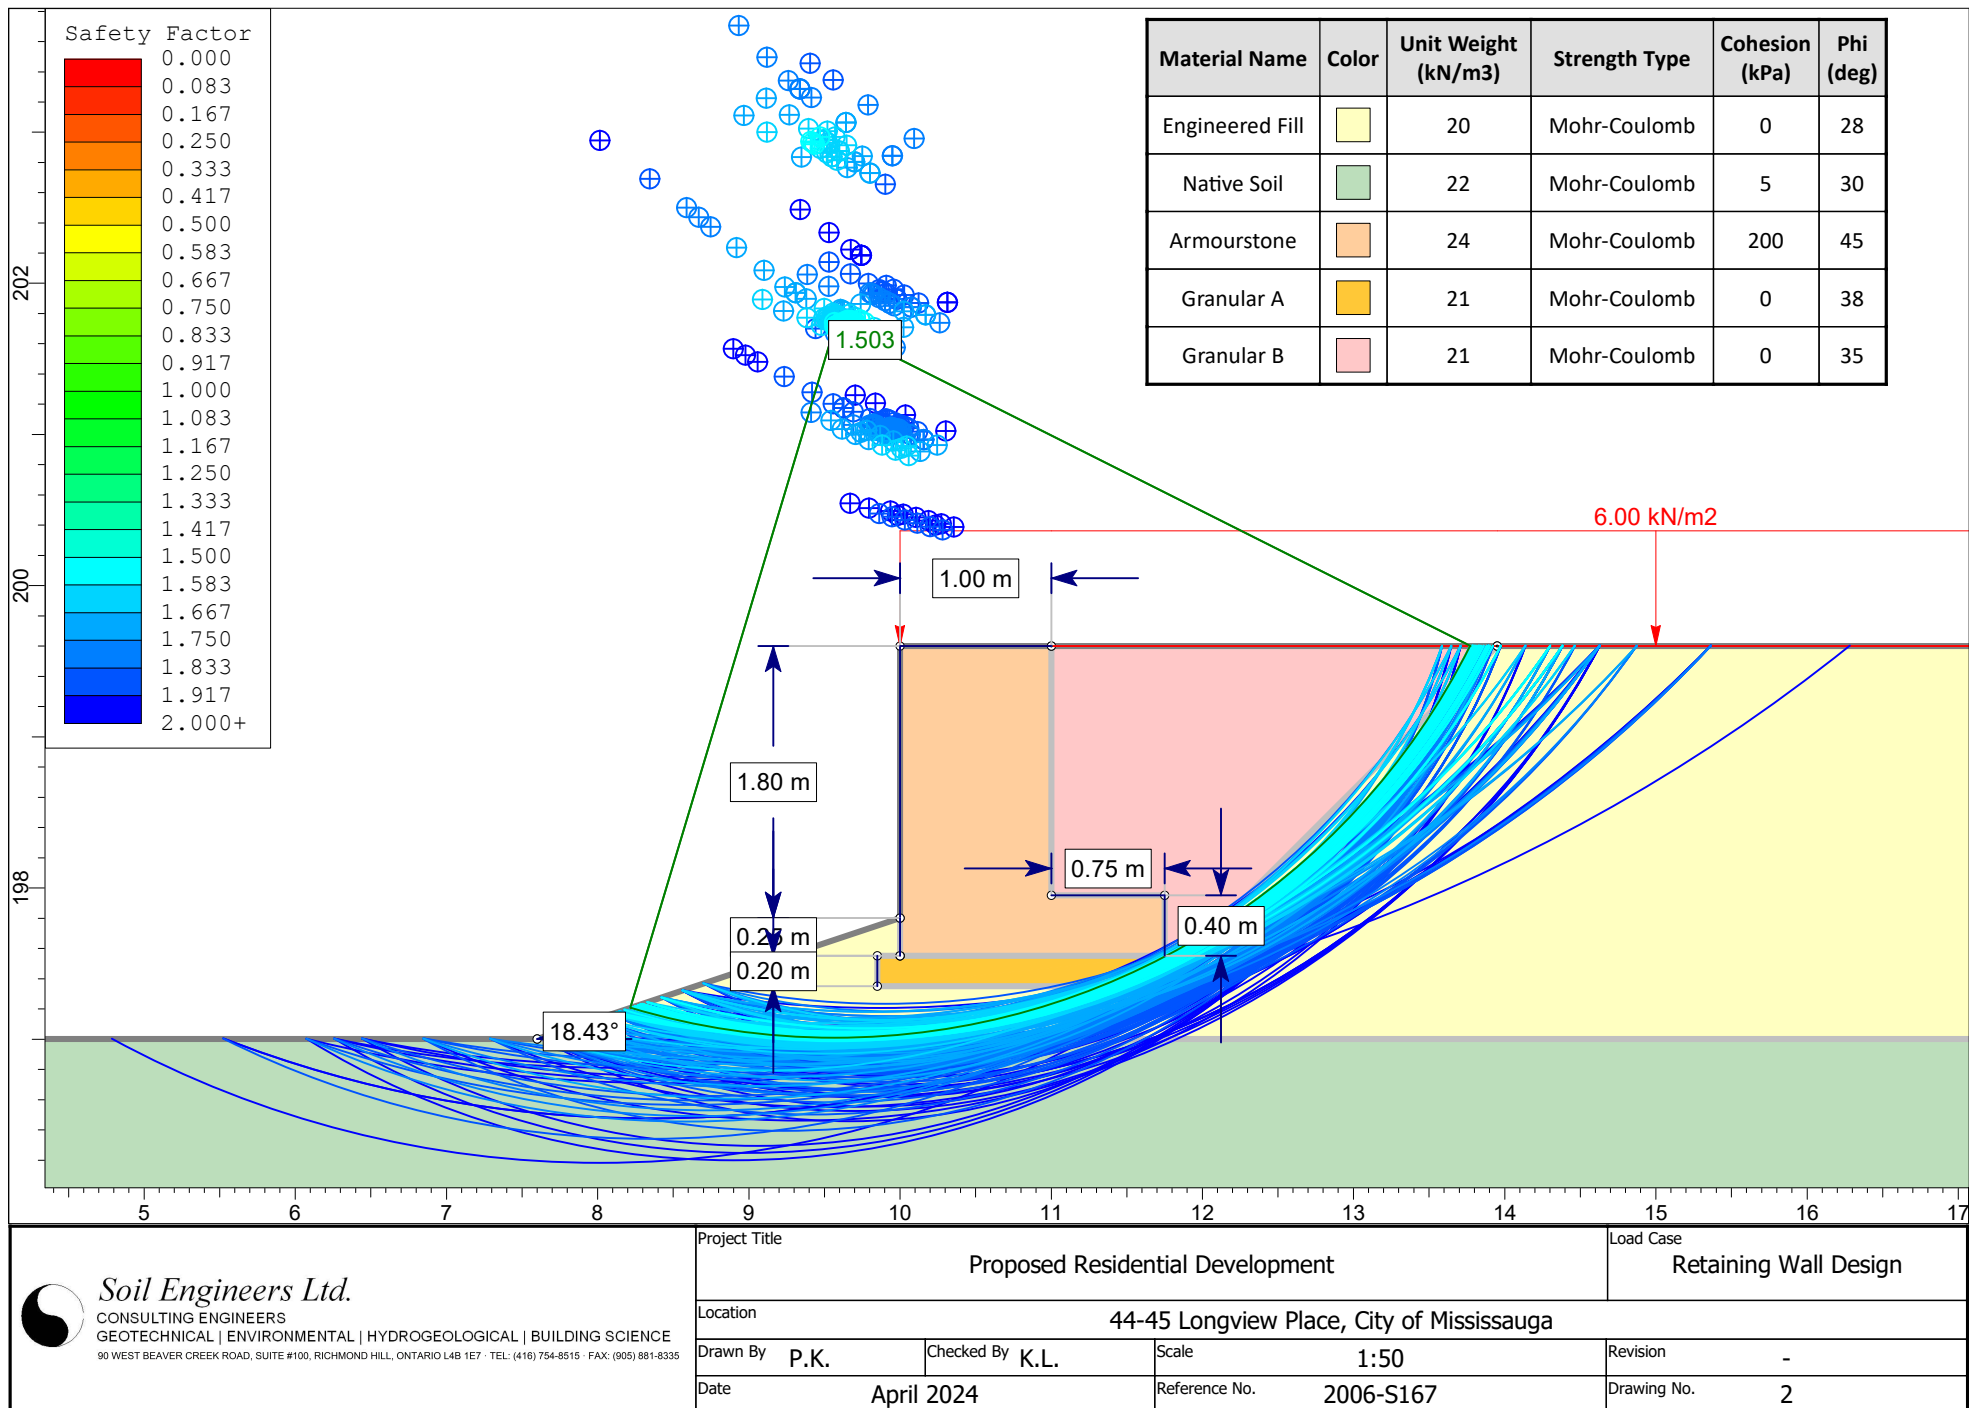 Safety Factor
0.000
0.083
0.167
0.250
0.333
0.417
0.500
0.583
0.667
0.750
0.833
0.917
1.000
1.083
1.167
1.250
1.333
1.417
1.500
1.583
1.667
1.750
1.833
1.917
2.000+
Material Name Color Unit Weight (kN/m3) Strength Type Cohesion (kPa) Phi (deg)
Engineered Fill 20 Mohr-Coulomb 0 28
Native Soil 22 Mohr-Coulomb 5 30
Armourstone 24 Mohr-Coulomb 200 45
Granular A 21 Mohr-Coulomb 0 38
Granular B 21 Mohr-Coulomb 0 35
202
200
198
1.503
6.00 kN/m2
1.00 m
1.80 m
0.75 m
0.40 m
0.25 m
0.20 m
18.43°
5 6 7 8 9 10 11 12 13 14 15 16 17
Soil Engineers Ltd.
CONSULTING ENGINEERS
GEOTECHNICAL | ENVIRONMENTAL | HYDROGEOLOGICAL | BUILDING SCIENCE
90 WEST BEAVER CREEK ROAD, SUITE #100, RICHMOND HILL, ONTARIO L4B 1E7 · TEL: (416) 754-8515 · FAX: (905) 881-8335
Project Title
Proposed Residential Development
Load Case
Retaining Wall Design
Location
44-45 Longview Place, City of Mississauga
Drawn By P.K.
Checked By K.L.
Scale 1:50
Revision -
Date April 2024
Reference No. 2006-S167
Drawing No. 2